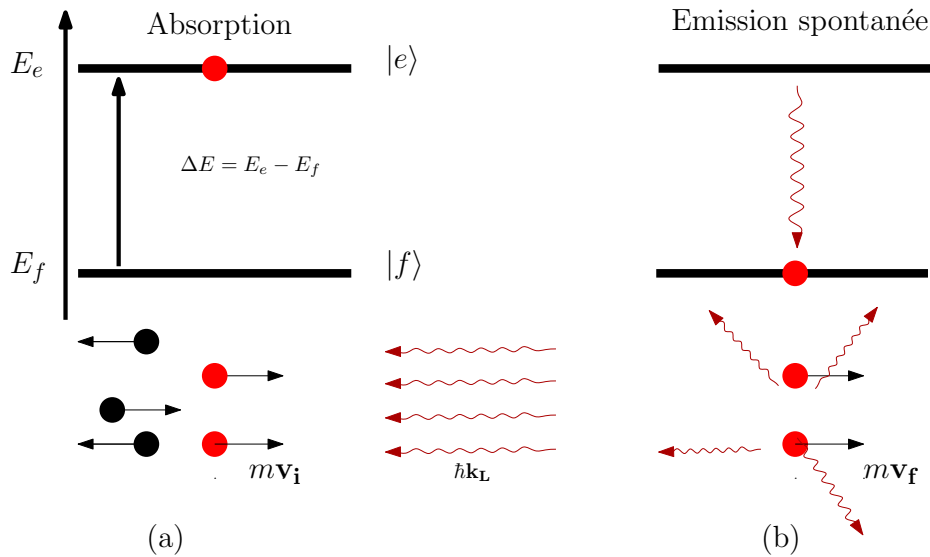 Absorption
Emission spontanée
E_e
|e⟩
ΔE = E_e − E_f
E_f
|f⟩
mv_i
ħk_L
mv_f
(a)
(b)